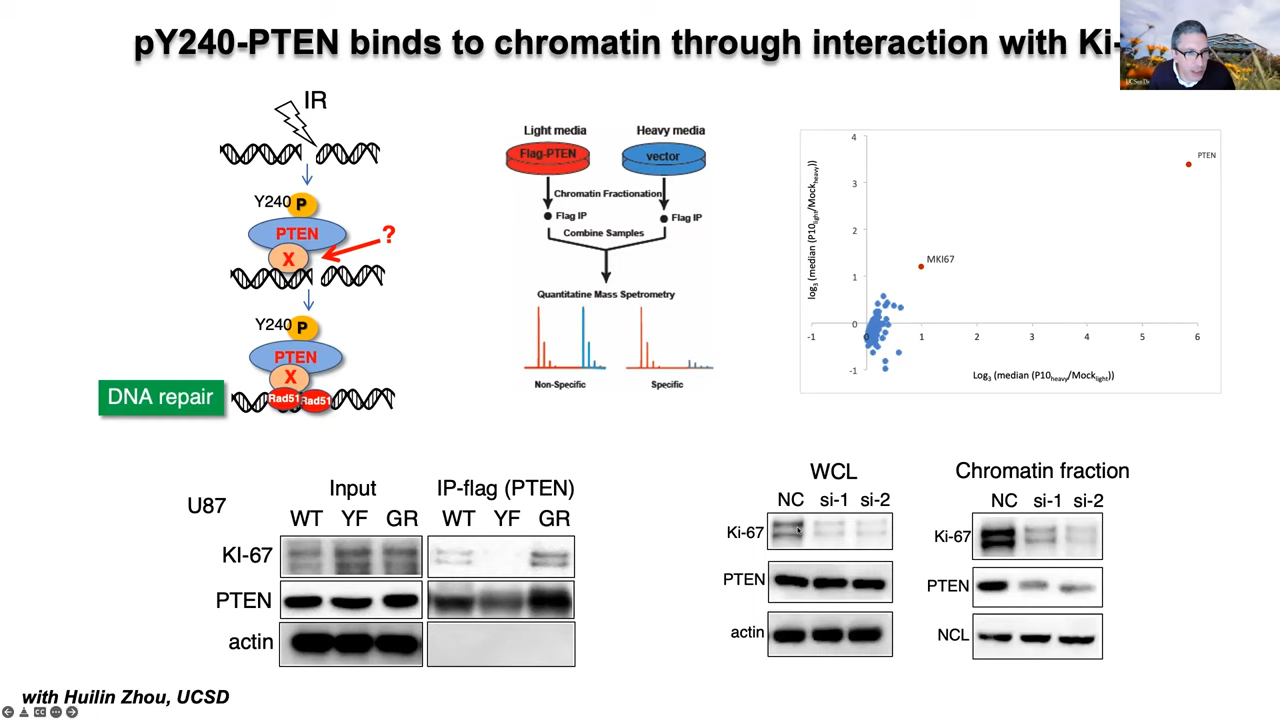 pY240-PTEN binds to chromatin through interaction with Ki-
IR
Y240 P
PTEN
X
?
Y240 P
PTEN
X
Rad51 Rad51
DNA repair
Light media Heavy media
Flag-PTEN vector
Chromatin Fractionation
Flag IP Flag IP
Combine Samples
Quantitative Mass Spetrometry
Non-Specific Specific
log₃ (median (P10light/Mockheavy))
4
3
2
1
0
-1
-1 0 1 2 3 4 5 6
PTEN
MKI67
Log₃ (median (P10heavy/Mocklight))
U87
Input IP-flag (PTEN)
WT YF GR WT YF GR
KI-67
PTEN
actin
WCL
NC si-1 si-2
Ki-67
PTEN
actin
Chromatin fraction
NC si-1 si-2
Ki-67
PTEN
NCL
with Huilin Zhou, UCSD